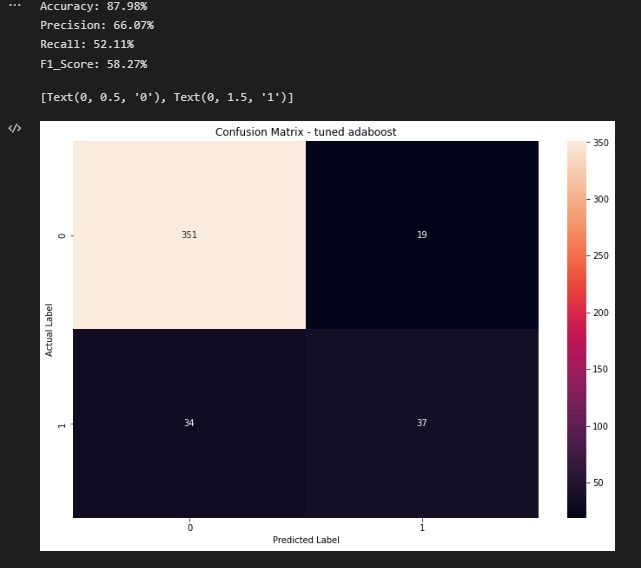 ...
Accuracy: 87.98%
Precision: 66.07%
Recall: 52.11%
F1_Score: 58.27%
[Text(0, 0.5, '0'), Text(0, 1.5, '1')]
</>
Confusion Matrix - tuned adaboost
351
19
34
37
0
1
Actual Label
0
1
Predicted Label
350
300
250
200
150
100
50